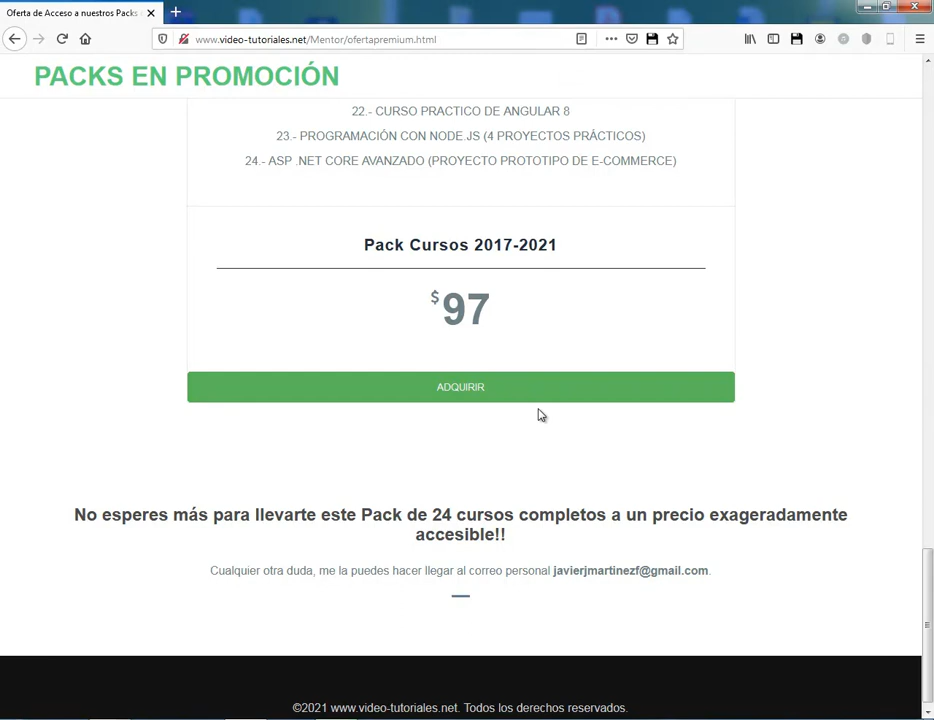 Oferta de Acceso a nuestros Packs
www.video-tutoriales.net/Mentor/ofertapremium.html
PACKS EN PROMOCIÓN
22.- CURSO PRACTICO DE ANGULAR 8
23.- PROGRAMACIÓN CON NODE.JS (4 PROYECTOS PRÁCTICOS)
24.- ASP .NET CORE AVANZADO (PROYECTO PROTOTIPO DE E-COMMERCE)
Pack Cursos 2017-2021
$97
ADQUIRIR
No esperes más para llevarte este Pack de 24 cursos completos a un precio exageradamente
accesible!!
Cualquier otra duda, me la puedes hacer llegar al correo personal javierjmartinezf@gmail.com.
©2021 www.video-tutoriales.net. Todos los derechos reservados.